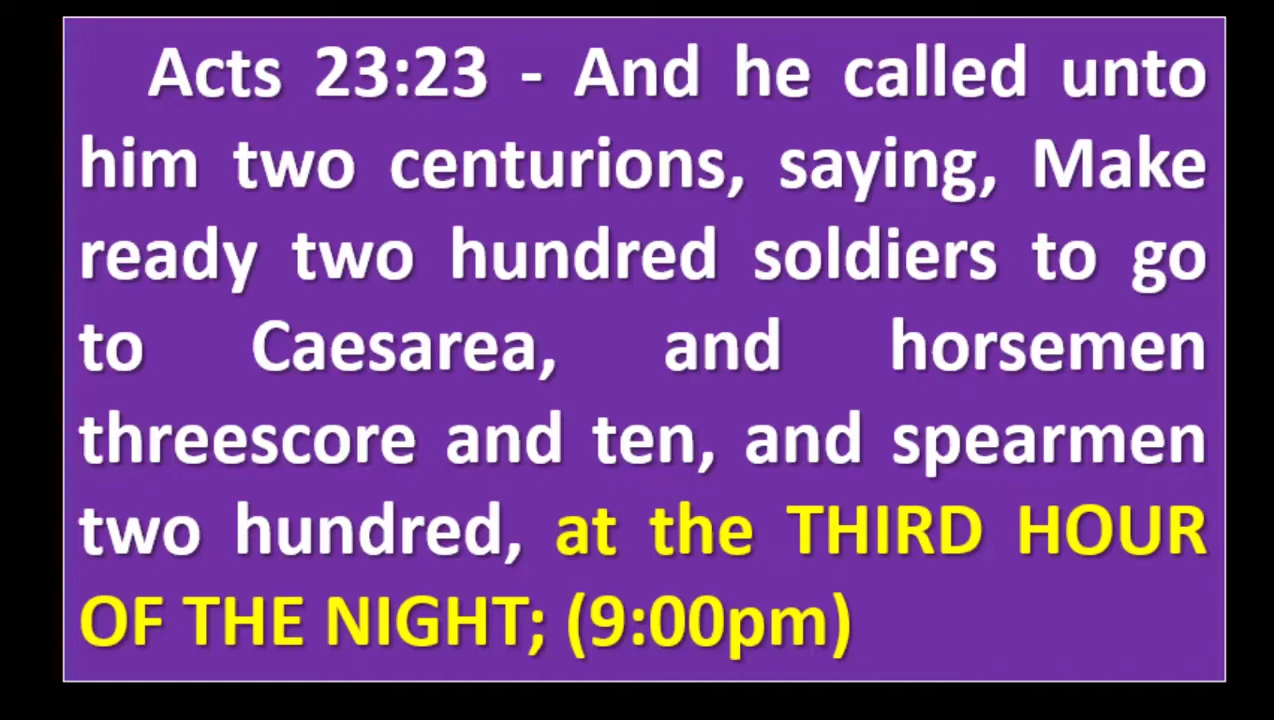 Acts 23:23 - And he called unto
him two centurions, saying, Make
ready two hundred soldiers to go
to Caesarea, and horsemen
threescore and ten, and spearmen
two hundred, at the THIRD HOUR
OF THE NIGHT; (9:00pm)